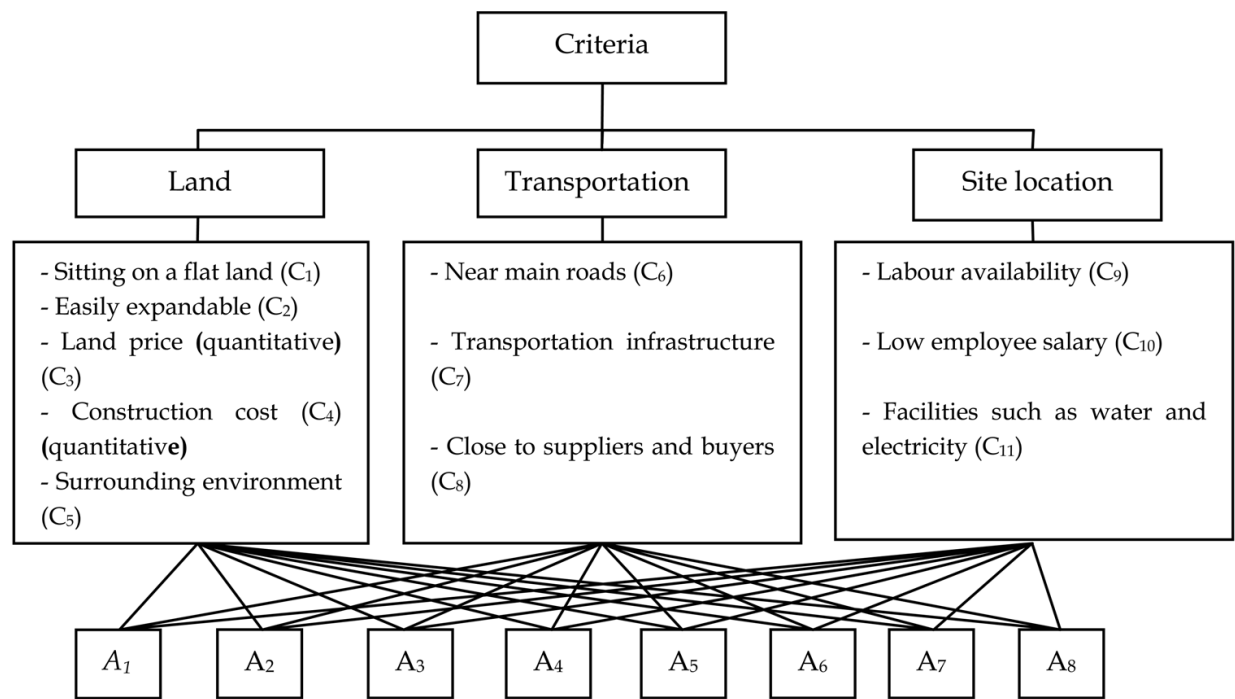 Criteria
Land
Transportation
Site location
- Sitting on a flat land (C₁)
- Easily expandable (C₂)
- Land price (quantitative)
(C₃)
- Construction cost (C₄)
(quantitative)
- Surrounding environment
(C₅)
- Near main roads (C₆)
- Transportation infrastructure
(C₇)
- Close to suppliers and buyers
(C₈)
- Labour availability (C₉)
- Low employee salary (C₁₀)
- Facilities such as water and
electricity (C₁₁)
A₁
A₂
A₃
A₄
A₅
A₆
A₇
A₈